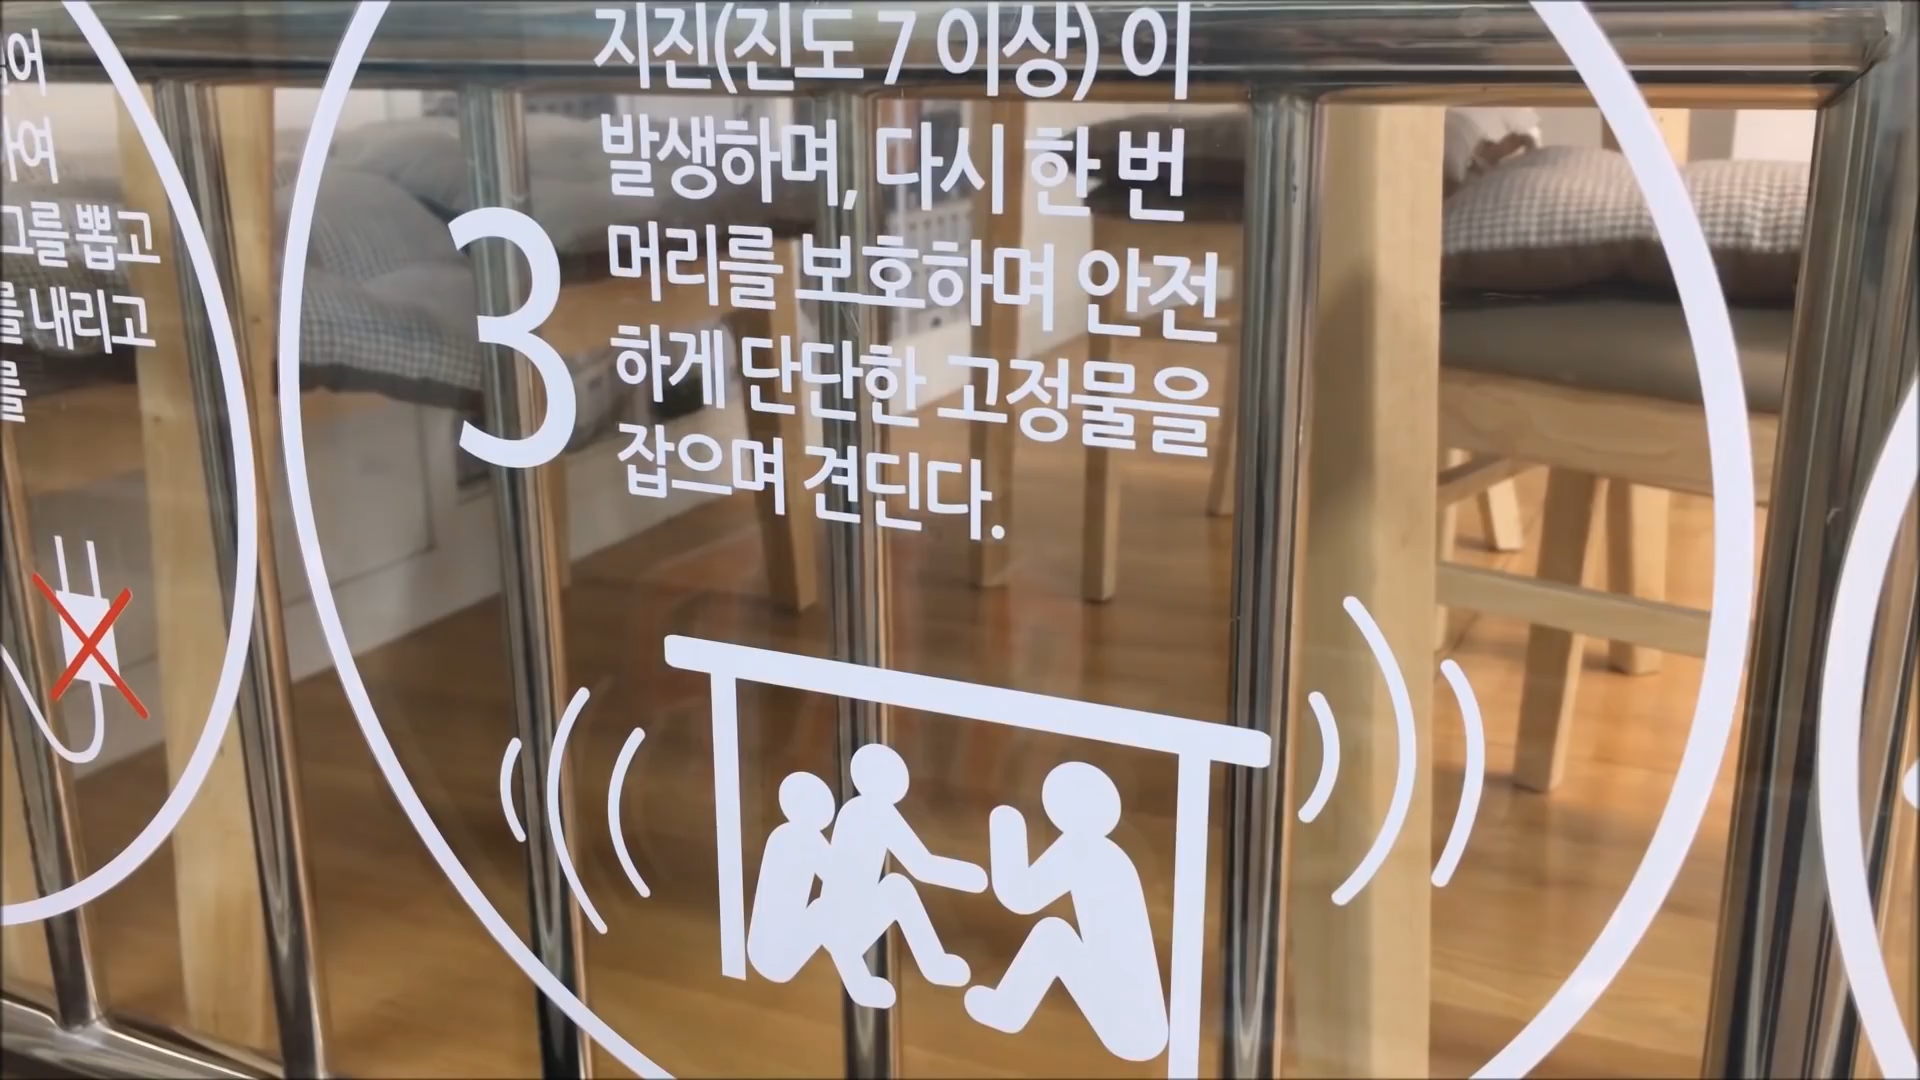 그를 뽑고
를 내리고
를
3
지진(진도 7 이상) 이
발생하며, 다시 한 번
머리를 보호하며 안전
하게 단단한 고정물을
잡으며 견딘다.